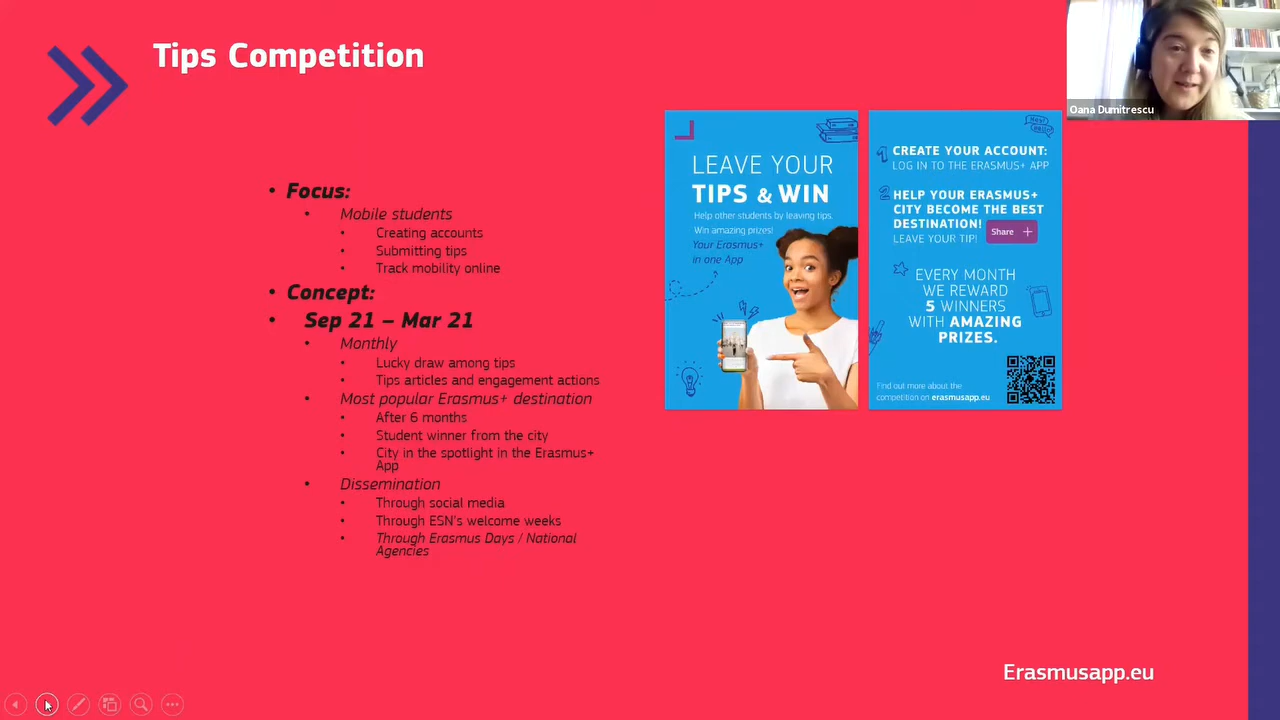 Tips Competition
Oana Dumitrescu
• Focus:
• Mobile students
• Creating accounts
• Submitting tips
• Track mobility online
• Concept:
• Sep 21 – Mar 21
• Monthly
• Lucky draw among tips
• Tips articles and engagement actions
• Most popular Erasmus+ destination
• After 6 months
• Student winner from the city
• City in the spotlight in the Erasmus+
App
• Dissemination
• Through social media
• Through ESN's welcome weeks
• Through Erasmus Days / National
Agencies
LEAVE YOUR
TIPS & WIN
Help other students by leaving tips.
Win amazing prizes!
Your Erasmus+
in one App
1 CREATE YOUR ACCOUNT:
LOG IN TO THE ERASMUS+ APP
2 HELP YOUR ERASMUS+
CITY BECOME THE BEST
DESTINATION!
LEAVE YOUR TIP!
Share +
EVERY MONTH
WE REWARD
5 WINNERS
WITH AMAZING
PRIZES.
Find out more about the
competition on erasmusapp.eu
Erasmusapp.eu